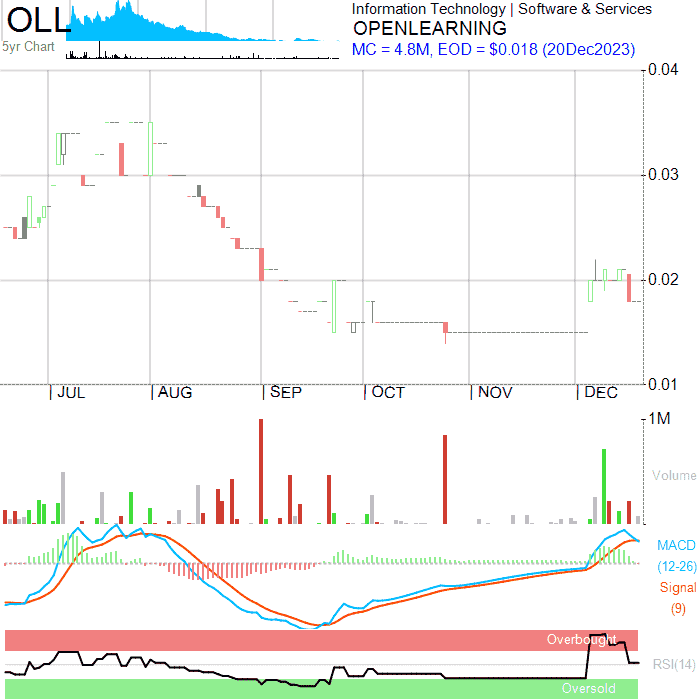 OLL
5yr Chart
Information Technology | Software & Services
OPENLEARNING
MC = 4.8M, EOD = $0.018 (20Dec2023)
0.04
0.03
0.02
0.01
JUL AUG SEP OCT NOV DEC
1M
Volume
MACD
(12-26)
Signal
(9)
Overbought
RSI(14)
Oversold